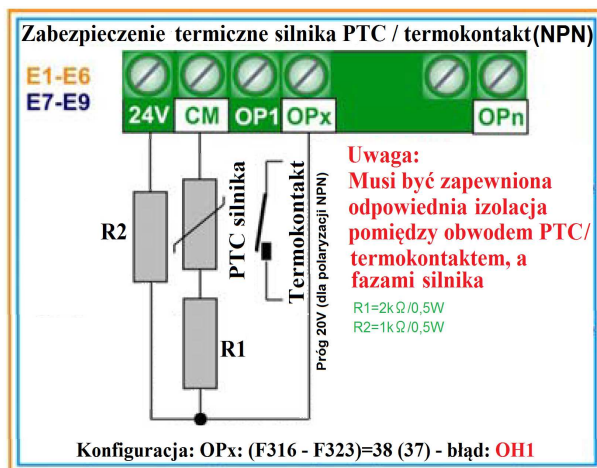 Zabezpieczenie termiczne silnika PTC / termokontakt(NPN)
E1-E6
E7-E9
24V CM OP1 OPx OPn
R2
PTC silnika
Termokontakt
Próg 20V (dla polaryzacji NPN)
R1
Uwaga:
Musi być zapewniona
odpowiednia izolacja
pomiędzy obwodem PTC/
termokontaktem, a
fazami silnika
R1=2kΩ/0,5W
R2=1kΩ/0,5W
Konfiguracja: OPx: (F316 - F323)=38 (37) - błąd: OH1